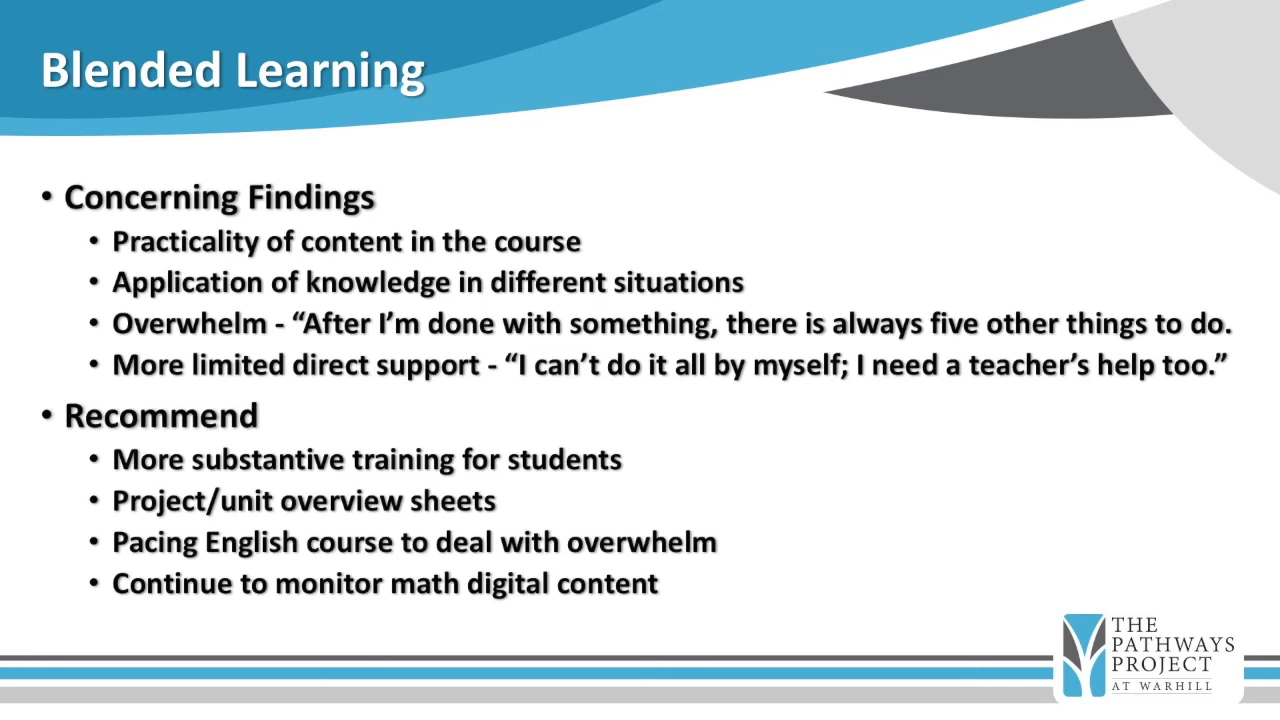 Blended Learning
• Concerning Findings
• Practicality of content in the course
• Application of knowledge in different situations
• Overwhelm - “After I’m done with something, there is always five other things to do.
• More limited direct support - “I can’t do it all by myself; I need a teacher’s help too.”
• Recommend
• More substantive training for students
• Project/unit overview sheets
• Pacing English course to deal with overwhelm
• Continue to monitor math digital content
THE
PATHWAYS
PROJECT
AT WARHILL